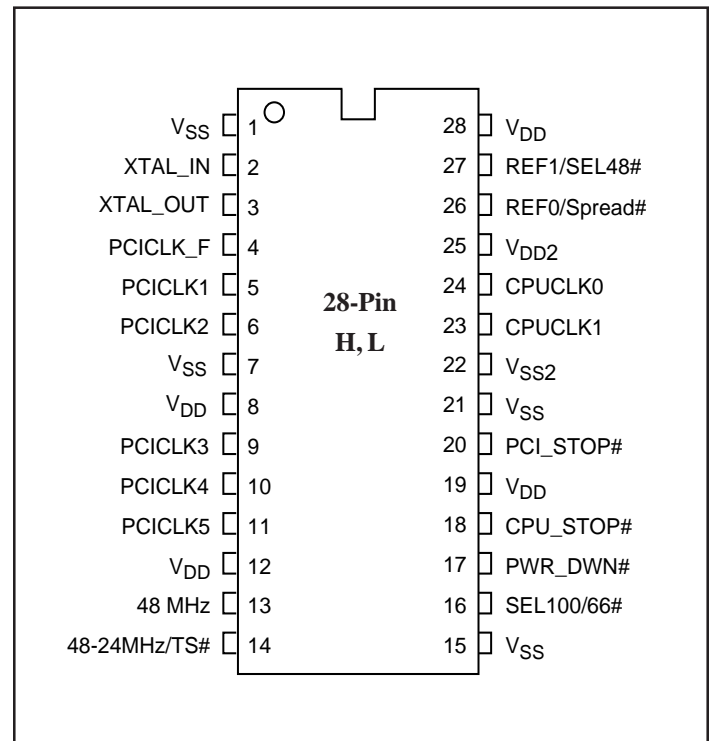 VSS 1 28 VDD
XTAL_IN 2 27 REF1/SEL48#
XTAL_OUT 3 26 REF0/Spread#
PCICLK_F 4 25 VDD2
PCICLK1 5 24 CPUCLK0
PCICLK2 6 23 CPUCLK1
VSS 7 22 VSS2
VDD 8 21 VSS
PCICLK3 9 20 PCI_STOP#
PCICLK4 10 19 VDD
PCICLK5 11 18 CPU_STOP#
VDD 12 17 PWR_DWN#
48 MHz 13 16 SEL100/66#
48-24MHz/TS# 14 15 VSS
28-Pin
H, L